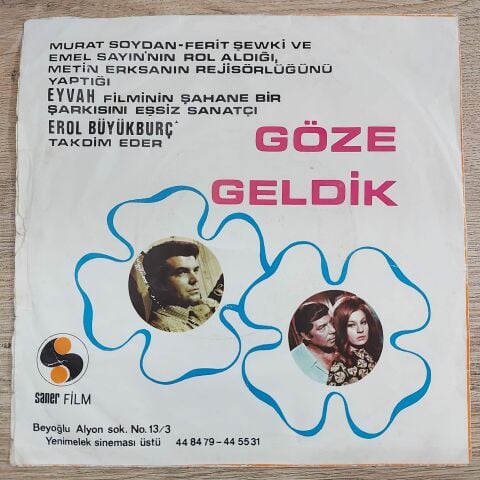 MURAT SOYDAN-FERİT ŞEWKİ VE
EMEL SAYIN'NIN ROL ALDIĞI,
METİN ERKSANIN REJİSÖRLÜĞÜNÜ
YAPTIĞI
EYVAH FİLMİNİN ŞAHANE BİR
ŞARKISINI EŞSİZ SANATÇI
EROL BÜYÜKBURÇ
TAKDİM EDER
GÖZE
GELDİK
saner FİLM
Beyoğlu Alyon sok. No. 13/3
Yenimelek sineması üstü 44 84 79 - 44 55 31